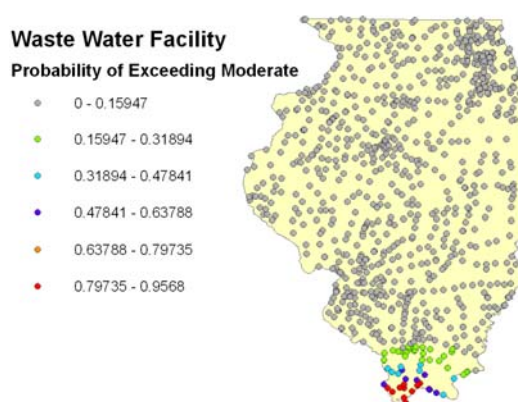 Waste Water Facility
Probability of Exceeding Moderate
0 - 0.15947
0.15947 - 0.31894
0.31894 - 0.47841
0.47841 - 0.63788
0.63788 - 0.79735
0.79735 - 0.9568